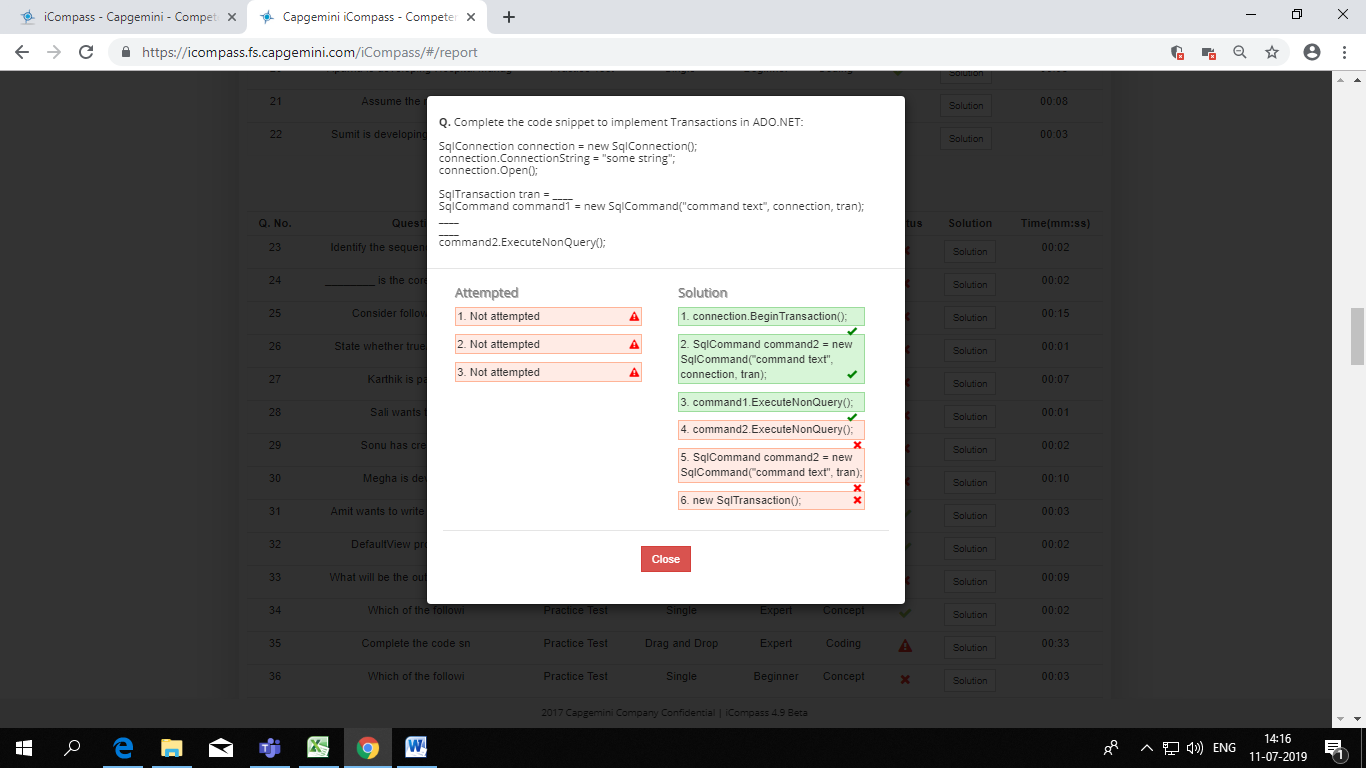 iCompass - Capgemini - Compet
Capgemini iCompass - Competen
https://icompass.fs.capgemini.com/iCompass/#/report
Solution
21 Assume the Solution 00:08
22 Sumit is developing Solution 00:03
Q. Complete the code snippet to implement Transactions in ADO.NET:
SqlConnection connection = new SqlConnection();
connection.ConnectionString = "some string";
connection.Open();
SqlTransaction tran = ____
SqlCommand command1 = new SqlCommand("command text", connection, tran);
____
____
command2.ExecuteNonQuery();
Attempted
1. Not attempted
2. Not attempted
3. Not attempted
Solution
1. connection.BeginTransaction();
2. SqlCommand command2 = new
SqlCommand("command text",
connection, tran);
3. command1.ExecuteNonQuery();
4. command2.ExecuteNonQuery();
5. SqlCommand command2 = new
SqlCommand("command text", tran);
6. new SqlTransaction();
Close
Q. No. Questi tus Solution Time(mm:ss)
23 Identify the sequen Solution 00:02
24 ________ is the core Solution 00:02
25 Consider follow Solution 00:15
26 State whether true Solution 00:01
27 Karthik is pa Solution 00:07
28 Sali wants Solution 00:01
29 Sonu has cre Solution 00:02
30 Megha is de Solution 00:10
31 Amit wants to write Solution 00:03
32 DefaultView pr Solution 00:02
33 What will be the out Solution 00:09
34 Which of the followi Practice Test Single Expert Concept Solution 00:02
35 Complete the code sn Practice Test Drag and Drop Expert Coding Solution 00:33
36 Which of the followi Practice Test Single Beginner Concept Solution 00:03
2017 Capgemini Company Confidential | iCompass 4.9 Beta
ENG
14:16
11-07-2019
1